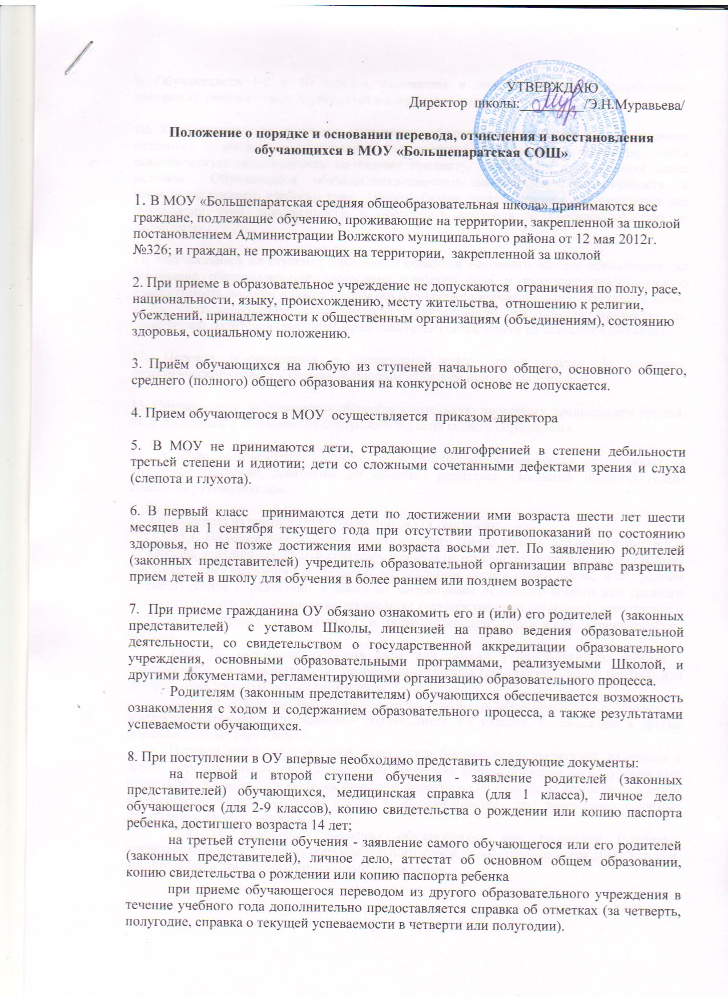 УТВЕРЖДАЮ
Директор школы:_________/Э.Н.Муравьева/
Положение о порядке и основании перевода, отчисления и восстановления
обучающихся в МОУ «Большепаратская СОШ»
1. В МОУ «Большепаратская средняя общеобразовательная школа» принимаются все
граждане, подлежащие обучению, проживающие на территории, закрепленной за школой
постановлением Администрации Волжского муниципального района от 12 мая 2012г.
№326; и граждан, не проживающих на территории, закрепленной за школой
2. При приеме в образовательное учреждение не допускаются ограничения по полу, расе,
национальности, языку, происхождению, месту жительства, отношению к религии,
убеждений, принадлежности к общественным организациям (объединениям), состоянию
здоровья, социальному положению.
3. Приём обучающихся на любую из ступеней начального общего, основного общего,
среднего (полного) общего образования на конкурсной основе не допускается.
4. Прием обучающегося в МОУ осуществляется приказом директора
5. В МОУ не принимаются дети, страдающие олигофренией в степени дебильности
третьей степени и идиотии; дети со сложными сочетанными дефектами зрения и слуха
(слепота и глухота).
6. В первый класс принимаются дети по достижении ими возраста шести лет шести
месяцев на 1 сентября текущего года при отсутствии противопоказаний по состоянию
здоровья, но не позже достижения ими возраста восьми лет. По заявлению родителей
(законных представителей) учредитель образовательной организации вправе разрешить
прием детей в школу для обучения в более раннем или позднем возрасте
7. При приеме гражданина ОУ обязано ознакомить его и (или) его родителей (законных
представителей) с уставом Школы, лицензией на право ведения образовательной
деятельности, со свидетельством о государственной аккредитации образовательного
учреждения, основными образовательными программами, реализуемыми Школой, и
другими документами, регламентирующими организацию образовательного процесса.
Родителям (законным представителям) обучающихся обеспечивается возможность
ознакомления с ходом и содержанием образовательного процесса, а также результатами
успеваемости обучающихся.
8. При поступлении в ОУ впервые необходимо представить следующие документы:
на первой и второй ступени обучения - заявление родителей (законных
представителей) обучающихся, медицинская справка (для 1 класса), личное дело
обучающегося (для 2-9 классов), копию свидетельства о рождении или копию паспорта
ребенка, достигшего возраста 14 лет;
на третьей ступени обучения - заявление самого обучающегося или его родителей
(законных представителей), личное дело, аттестат об основном общем образовании,
копию свидетельства о рождении или копию паспорта ребенка
при приеме обучающегося переводом из другого образовательного учреждения в
течение учебного года дополнительно предоставляется справка об отметках (за четверть,
полугодие, справка о текущей успеваемости в четверти или полугодии).